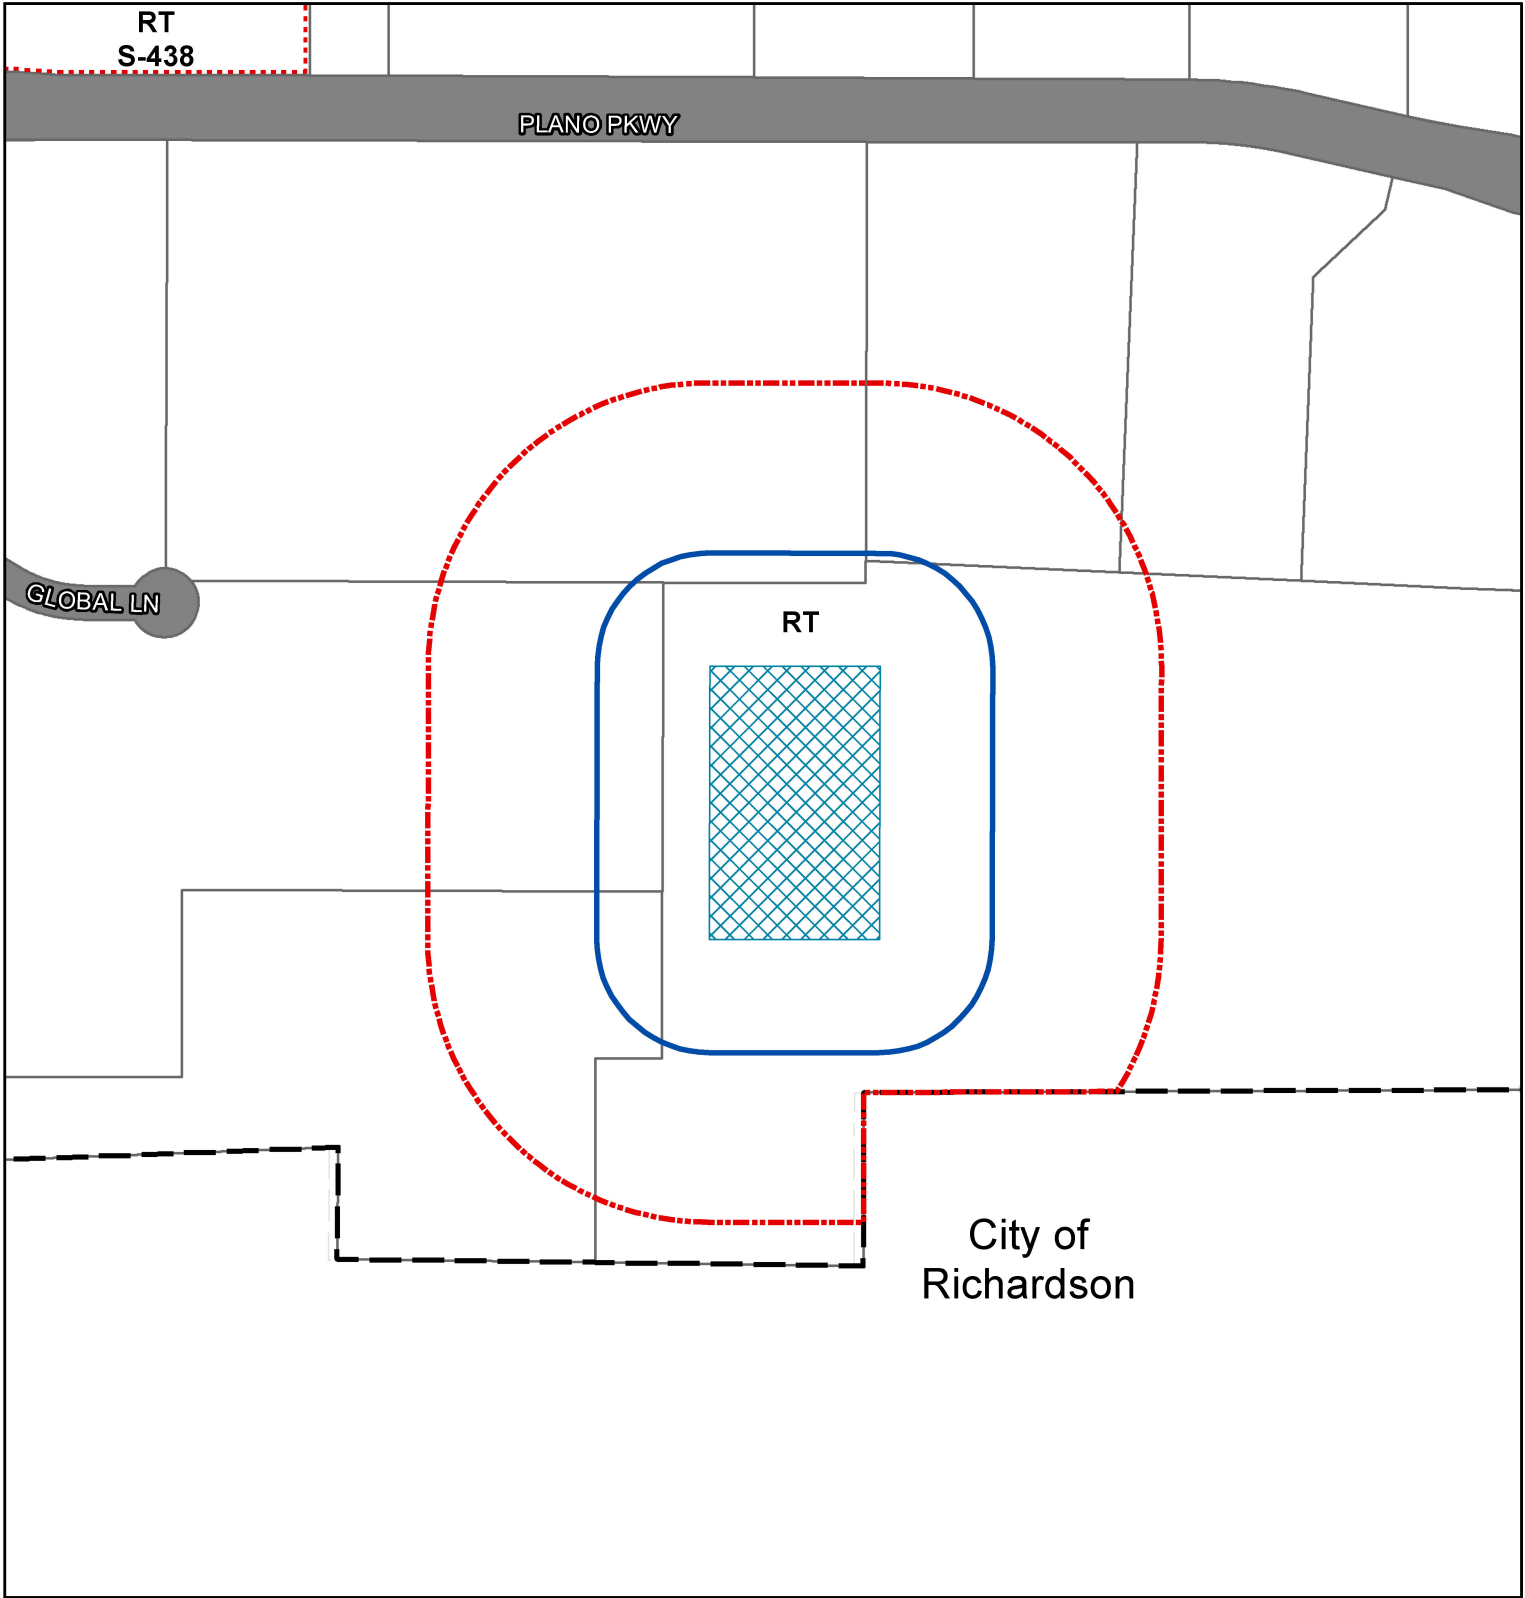 RT
S-438
PLANO PKWY
GLOBAL LN
RT
City of
Richardson